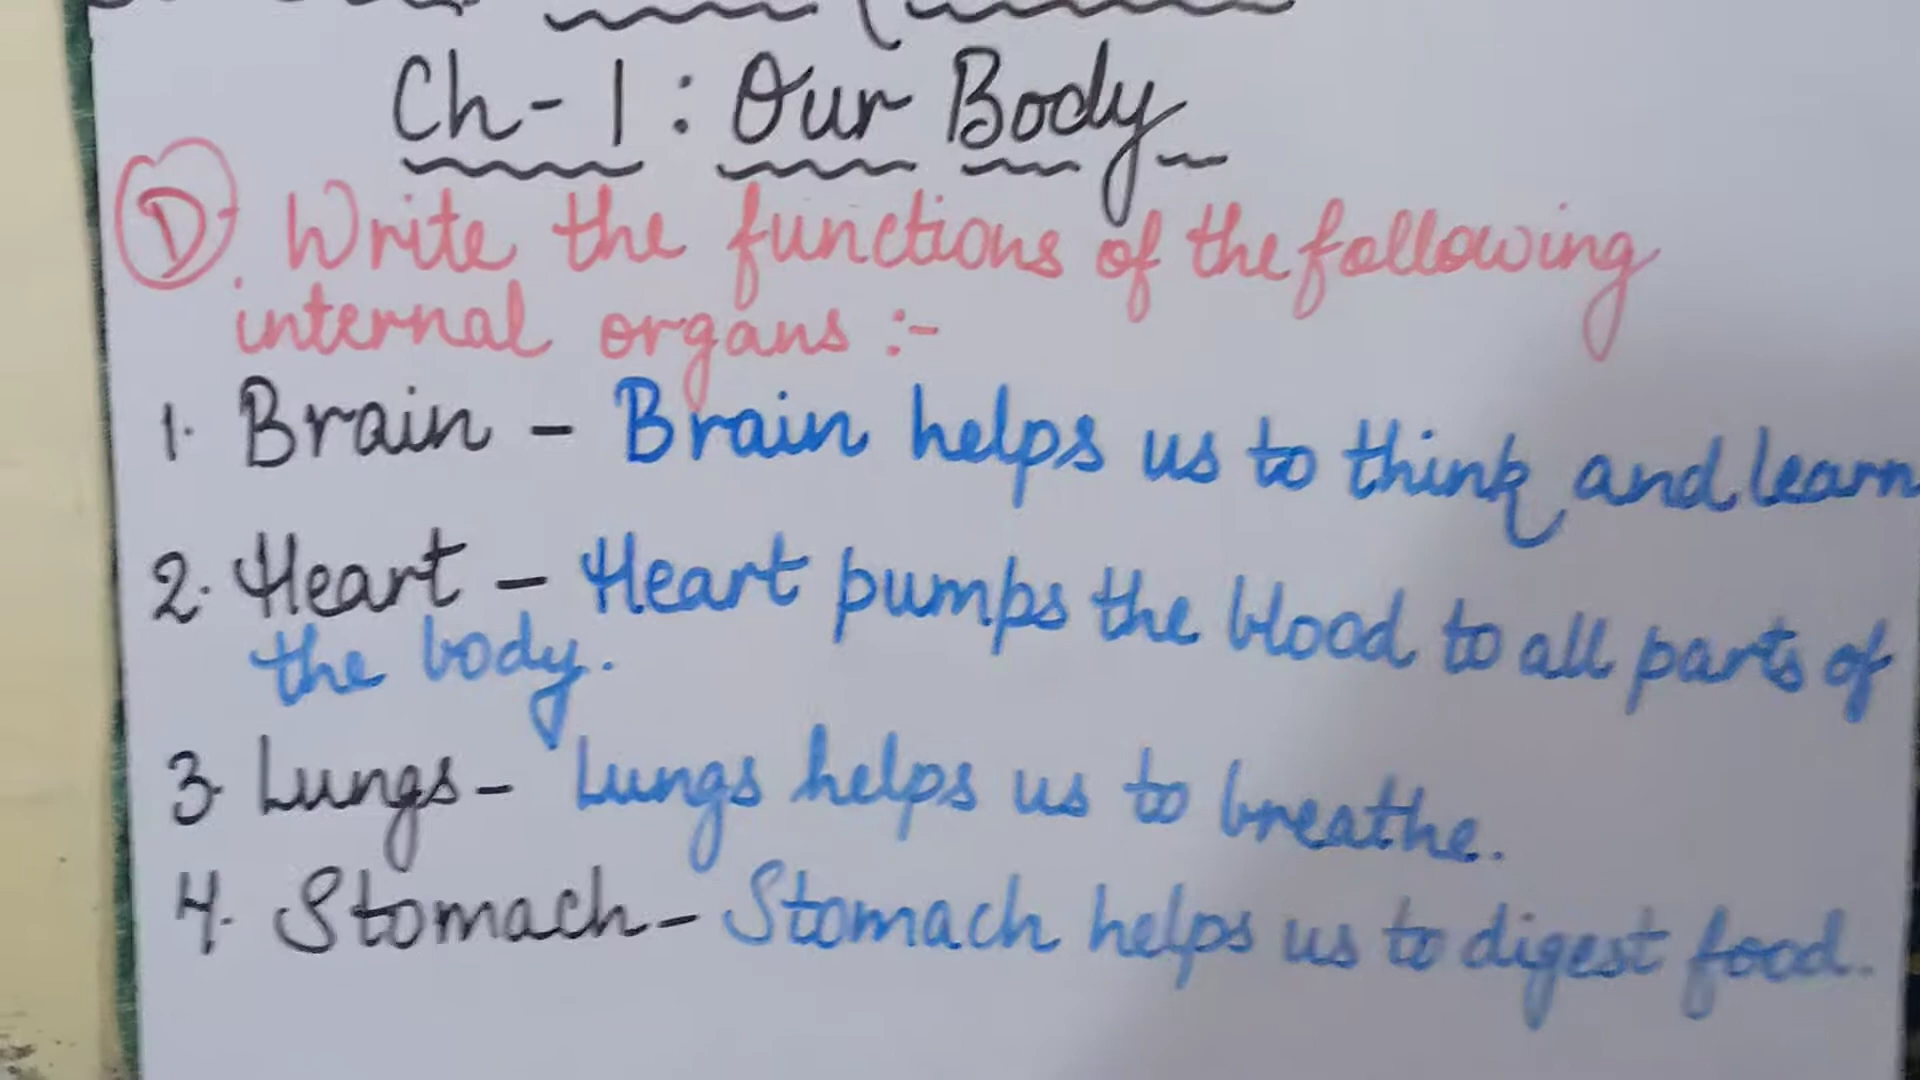 Ch-1: Our Body
D. Write the functions of the following
internal organs :-
1. Brain - Brain helps us to think and learn
2. Heart - Heart pumps the blood to all parts of
the body.
3. Lungs - Lungs helps us to breathe.
4. Stomach - Stomach helps us to digest food.